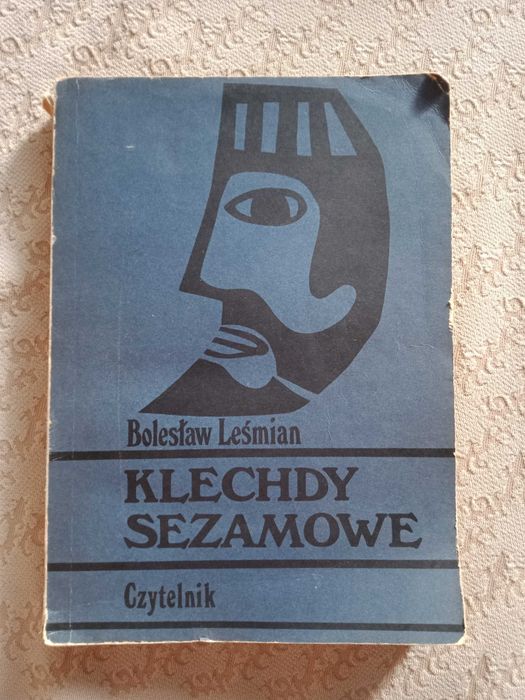 Bolesław Leśmian
KLECHDY
SEZAMOWE
Czytelnik